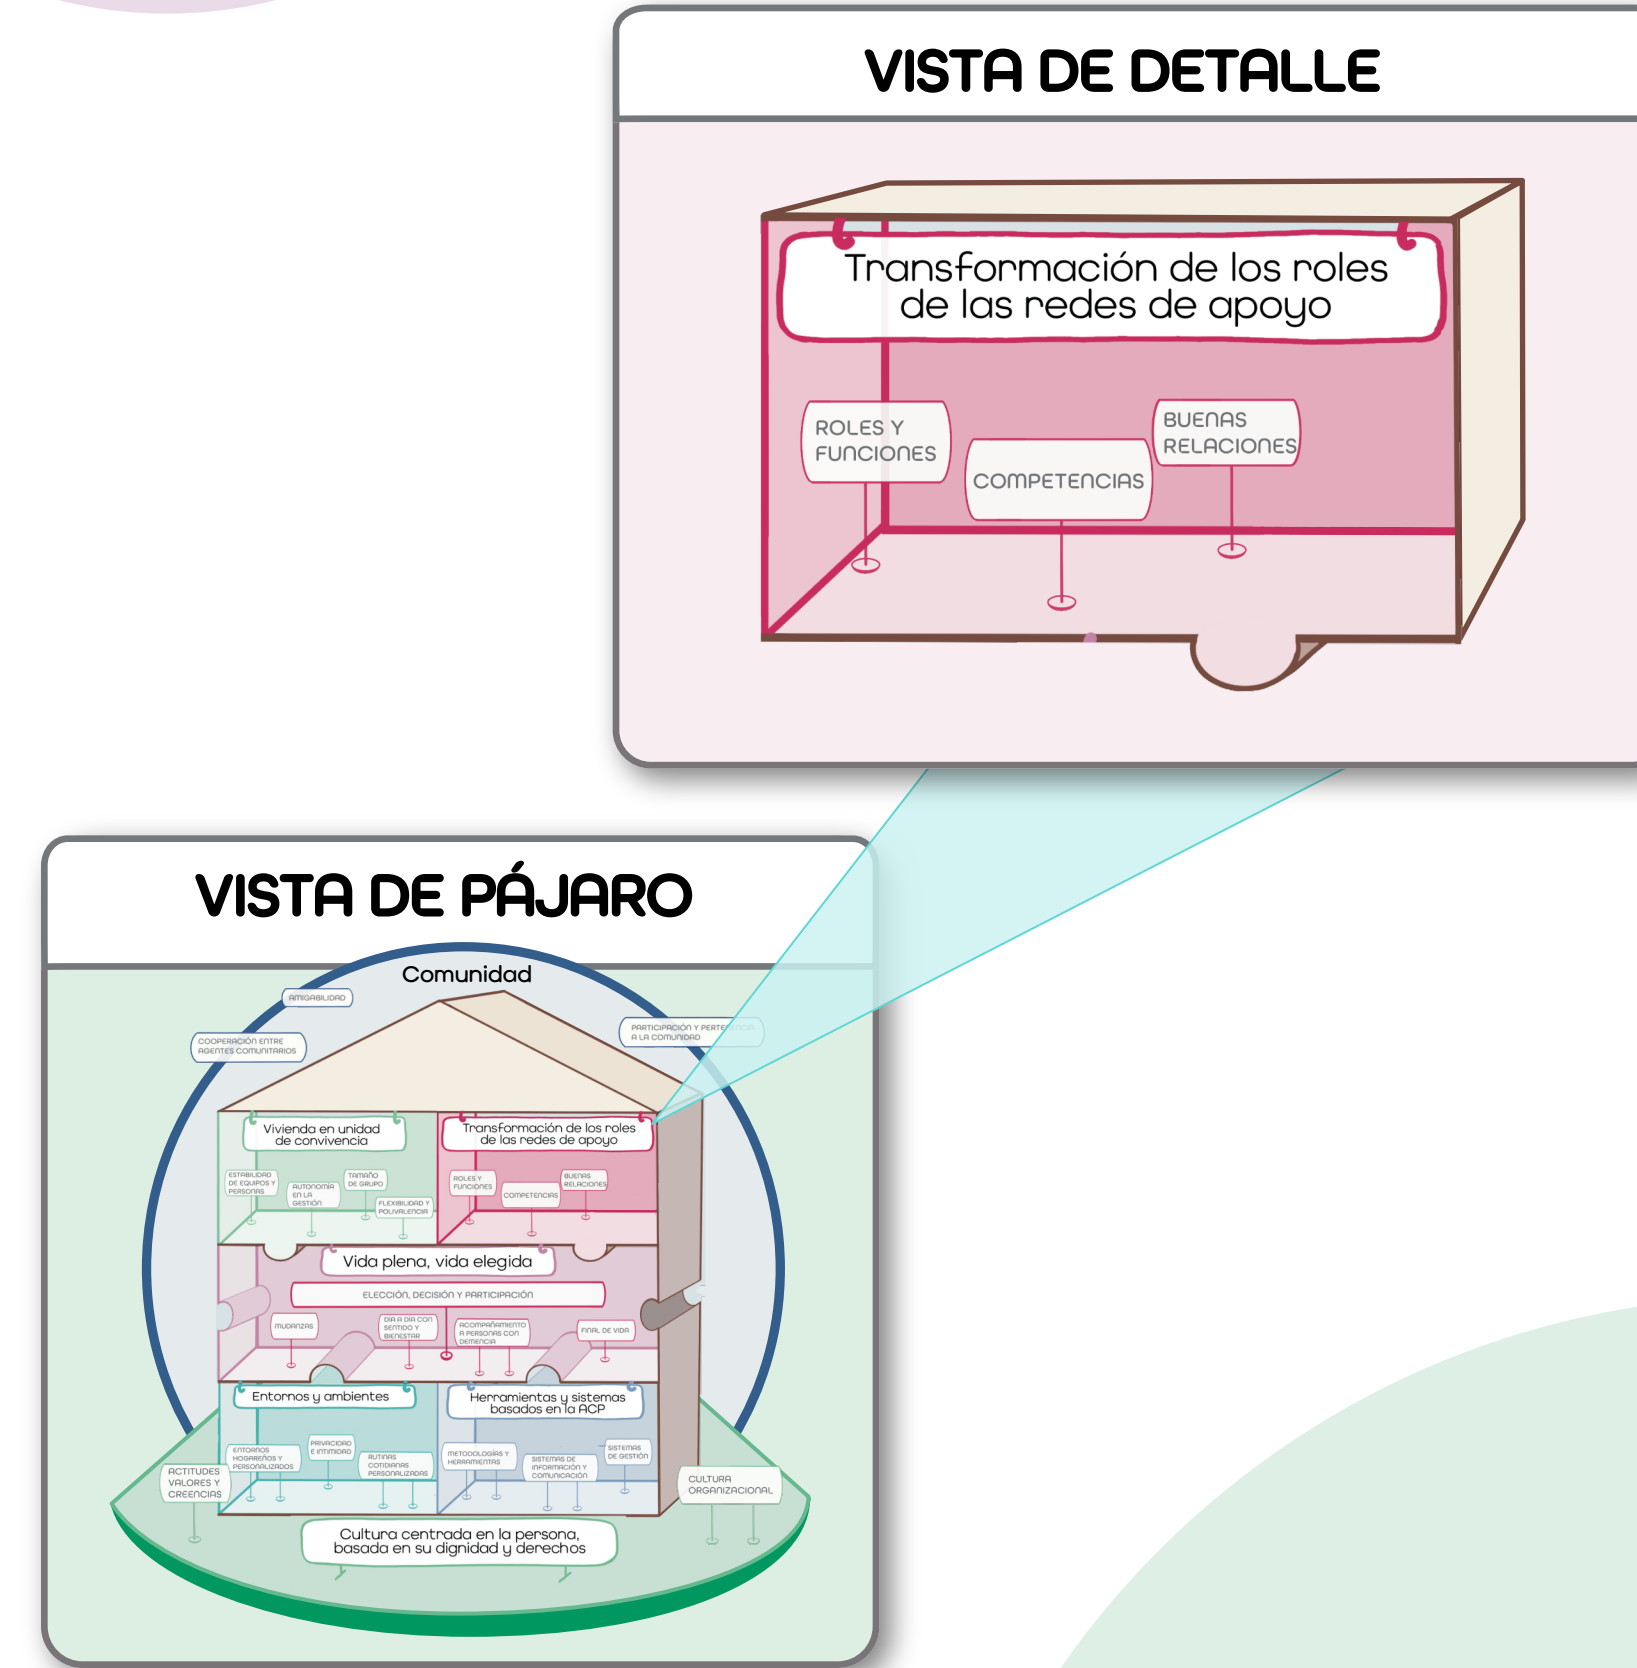 VISTA DE DETALLE
Transformación de los roles
de las redes de apoyo
ROLES Y
FUNCIONES
COMPETENCIAS
BUENAS
RELACIONES
VISTA DE PÁJARO
Comunidad
AMIGABILIDAD
COOPERACIÓN ENTRE
AGENTES COMUNITARIOS
PARTICIPACIÓN Y PERTENENCIA
A LA COMUNIDAD
Vivienda en unidad
de convivencia
ESTABILIDAD
DE EQUIPOS Y
PERSONAS
AUTONOMÍA
EN LA
GESTIÓN
TAMAÑO
DE GRUPO
FLEXIBILIDAD Y
POLIVALENCIA
Transformación de los roles
de las redes de apoyo
ROLES Y
FUNCIONES
COMPETENCIAS
BUENAS
RELACIONES
Vida plena, vida elegida
ELECCIÓN, DECISIÓN Y PARTICIPACIÓN
MUDANZAS
DÍA A DÍA CON
SENTIDO Y
BIENESTAR
ACOMPAÑAMIENTO
A PERSONAS CON
DEMENCIA
FINAL DE VIDA
Entornos y ambientes
ENTORNOS
HOGAREÑOS Y
PERSONALIZADOS
PRIVACIDAD
E INTIMIDAD
RUTINAS
COTIDIANAS
PERSONALIZADAS
Herramientas y sistemas
basados en la ACP
METODOLOGÍAS Y
HERRAMIENTAS
SISTEMAS DE
INFORMACIÓN Y
COMUNICACIÓN
SISTEMAS
DE GESTIÓN
ACTITUDES
VALORES Y
CREENCIAS
CULTURA
ORGANIZACIONAL
Cultura centrada en la persona,
basada en su dignidad y derechos